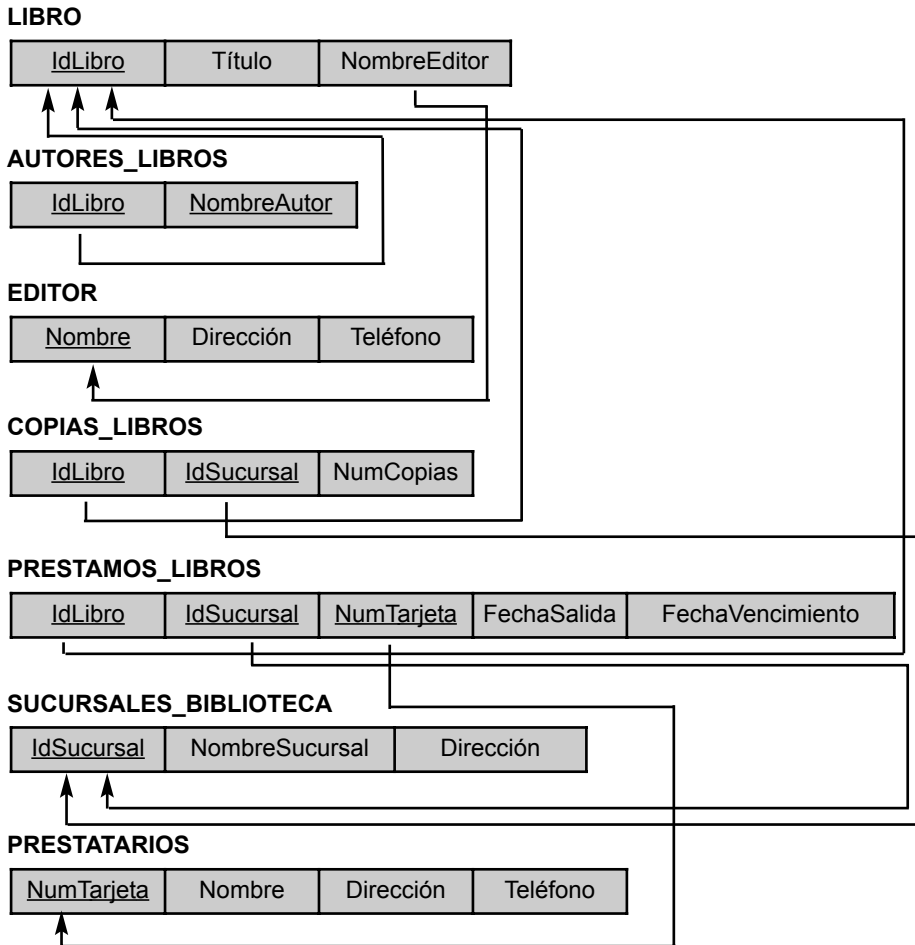 LIBRO
IdLibro Título NombreEditor
AUTORES_LIBROS
IdLibro NombreAutor
EDITOR
Nombre Dirección Teléfono
COPIAS_LIBROS
IdLibro IdSucursal NumCopias
PRESTAMOS_LIBROS
IdLibro IdSucursal NumTarjeta FechaSalida FechaVencimiento
SUCURSALES_BIBLIOTECA
IdSucursal NombreSucursal Dirección
PRESTATARIOS
NumTarjeta Nombre Dirección Teléfono